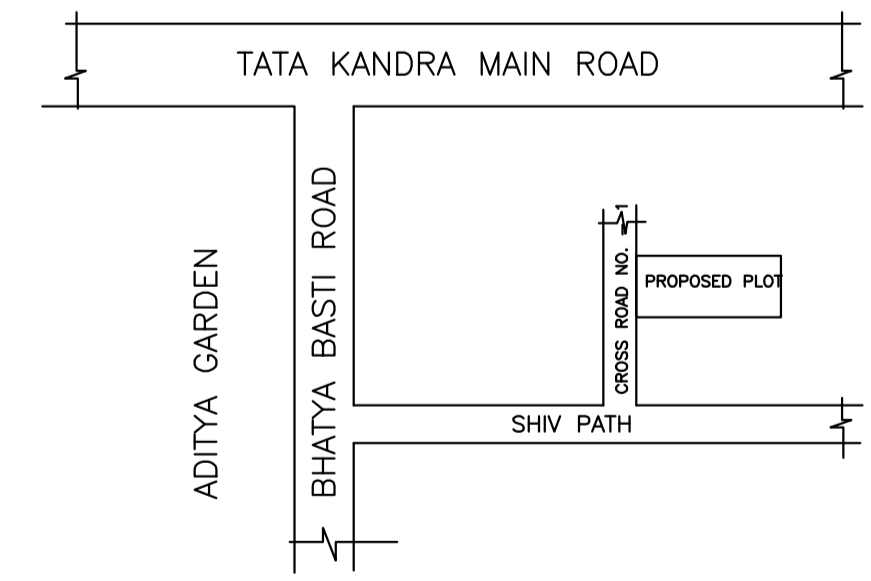 TATA KANDRA MAIN ROAD
ADITYA GARDEN
BHATYA BASTI ROAD
CROSS ROAD NO. 1
PROPOSED PLOT
SHIV PATH